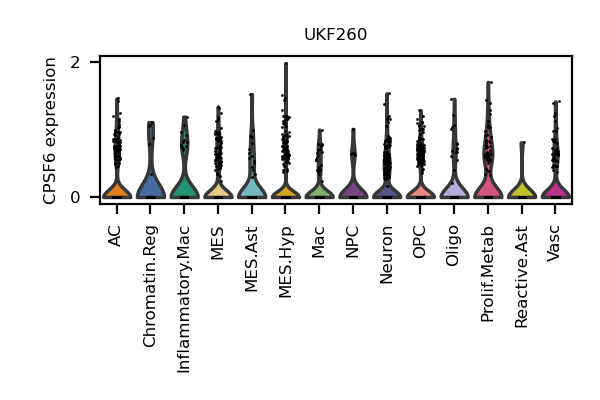 UKF260
CPSF6 expression
2
0
AC
Chromatin.Reg
Inflammatory.Mac
MES
MES.Ast
MES.Hyp
Mac
NPC
Neuron
OPC
Oligo
Prolif.Metab
Reactive.Ast
Vasc